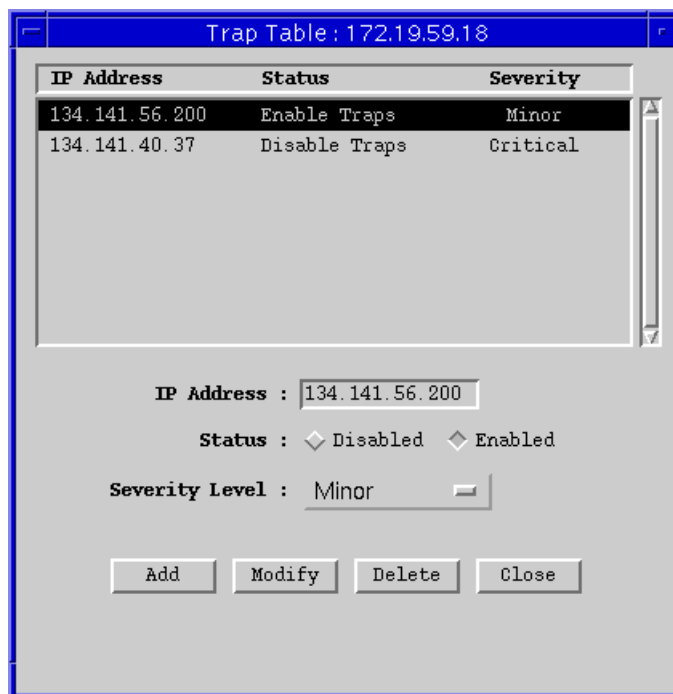 Trap Table : 172.19.59.18
IP Address Status Severity
134.141.56.200 Enable Traps Minor
134.141.40.37 Disable Traps Critical
IP Address : 134.141.56.200
Status : Disabled Enabled
Severity Level : Minor
Add Modify Delete Close